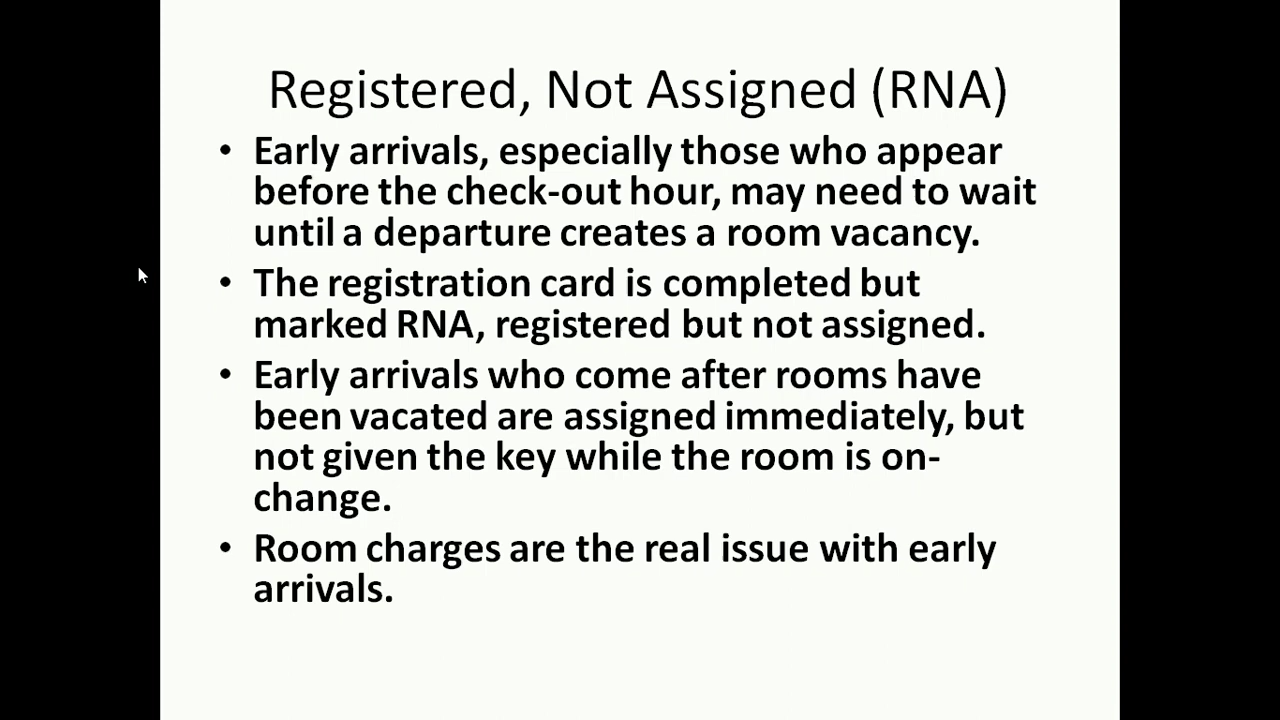 Registered, Not Assigned (RNA)
• Early arrivals, especially those who appear
before the check-out hour, may need to wait
until a departure creates a room vacancy.
• The registration card is completed but
marked RNA, registered but not assigned.
• Early arrivals who come after rooms have
been vacated are assigned immediately, but
not given the key while the room is on-
change.
• Room charges are the real issue with early
arrivals.